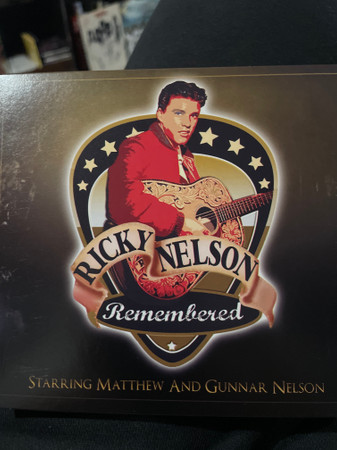 RICKY NELSON
Remembered
STARRING MATTHEW AND GUNNAR NELSON